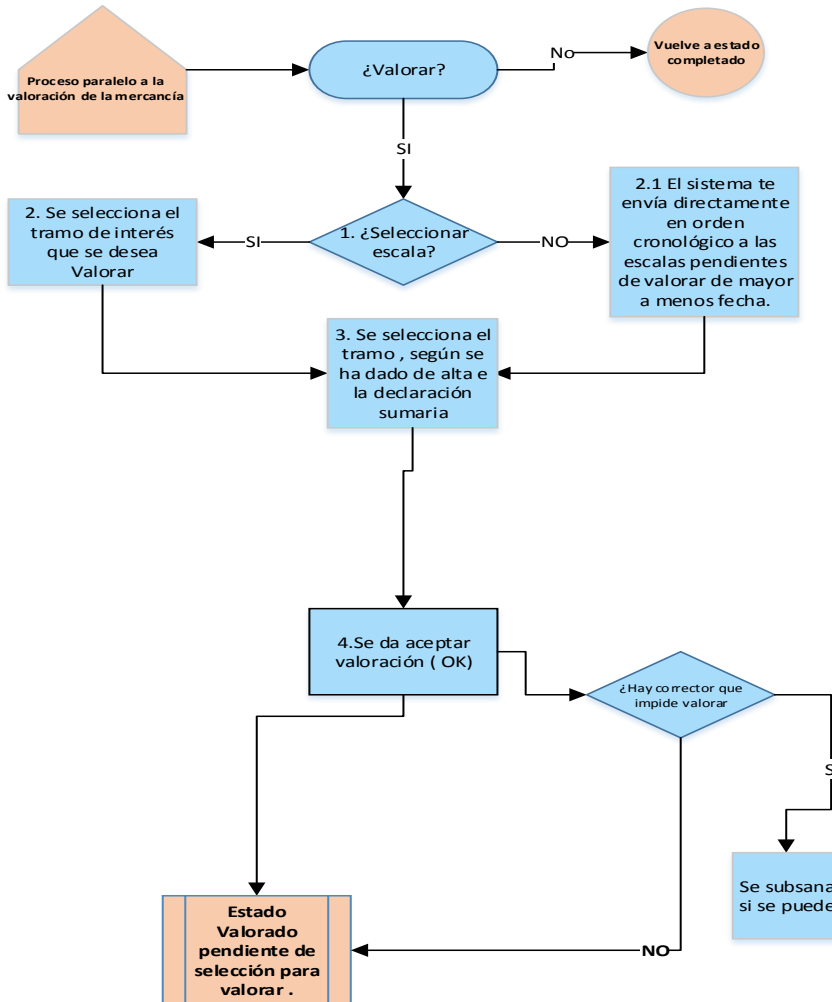 Proceso paralelo a la
valoración de la mercancía
¿Valorar?
No
Vuelve a estado
completado
SI
2. Se selecciona el
tramo de interés
que se desea
Valorar
SI
1. ¿Seleccionar
escala?
NO
2.1 El sistema te
envía directamente
en orden
cronológico a las
escalas pendientes
de valorar de mayor
a menos fecha.
3. Se selecciona el
tramo , según se
ha dado de alta e
la declaración
sumaria
4.Se da aceptar
valoración ( OK)
¿Hay corrector que
impide valorar
S
Se subsana
si se puede
Estado
Valorado
pendiente de
selección para
valorar .
NO